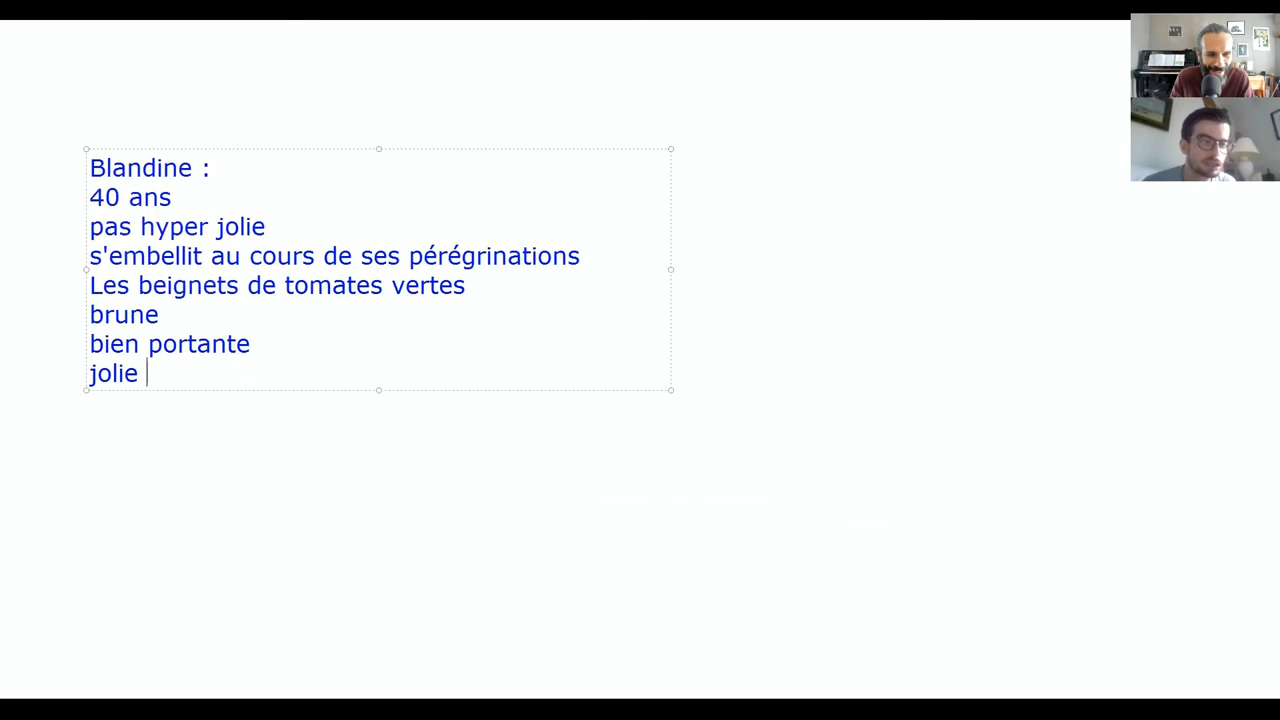 Blandine :
40 ans
pas hyper jolie
s'embellit au cours de ses pérégrinations
Les beignets de tomates vertes
brune
bien portante
jolie